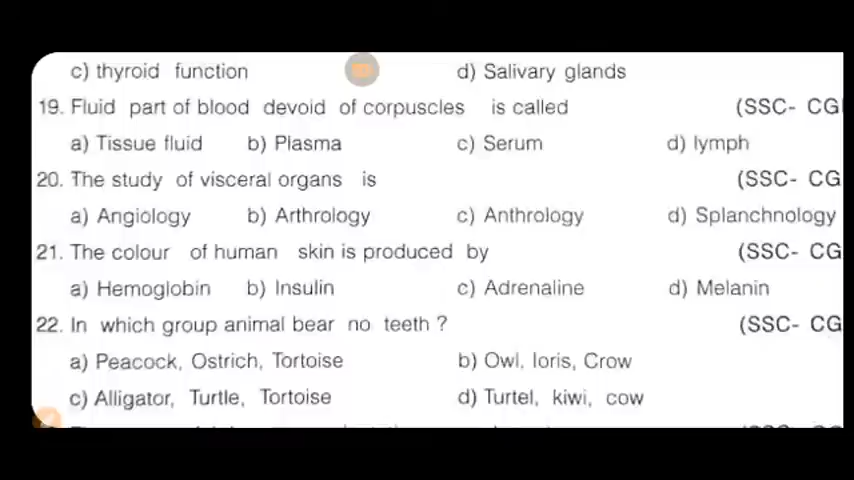 c) thyroid function d) Salivary glands
19. Fluid part of blood devoid of corpuscles is called (SSC- CG
a) Tissue fluid b) Plasma c) Serum d) lymph
20. The study of visceral organs is (SSC- CG
a) Angiology b) Arthrology c) Anthrology d) Splanchnology
21. The colour of human skin is produced by (SSC- CG
a) Hemoglobin b) Insulin c) Adrenaline d) Melanin
22. In which group animal bear no teeth ? (SSC- CG
a) Peacock, Ostrich, Tortoise b) Owl, loris, Crow
c) Alligator, Turtle, Tortoise d) Turtel, kiwi, cow